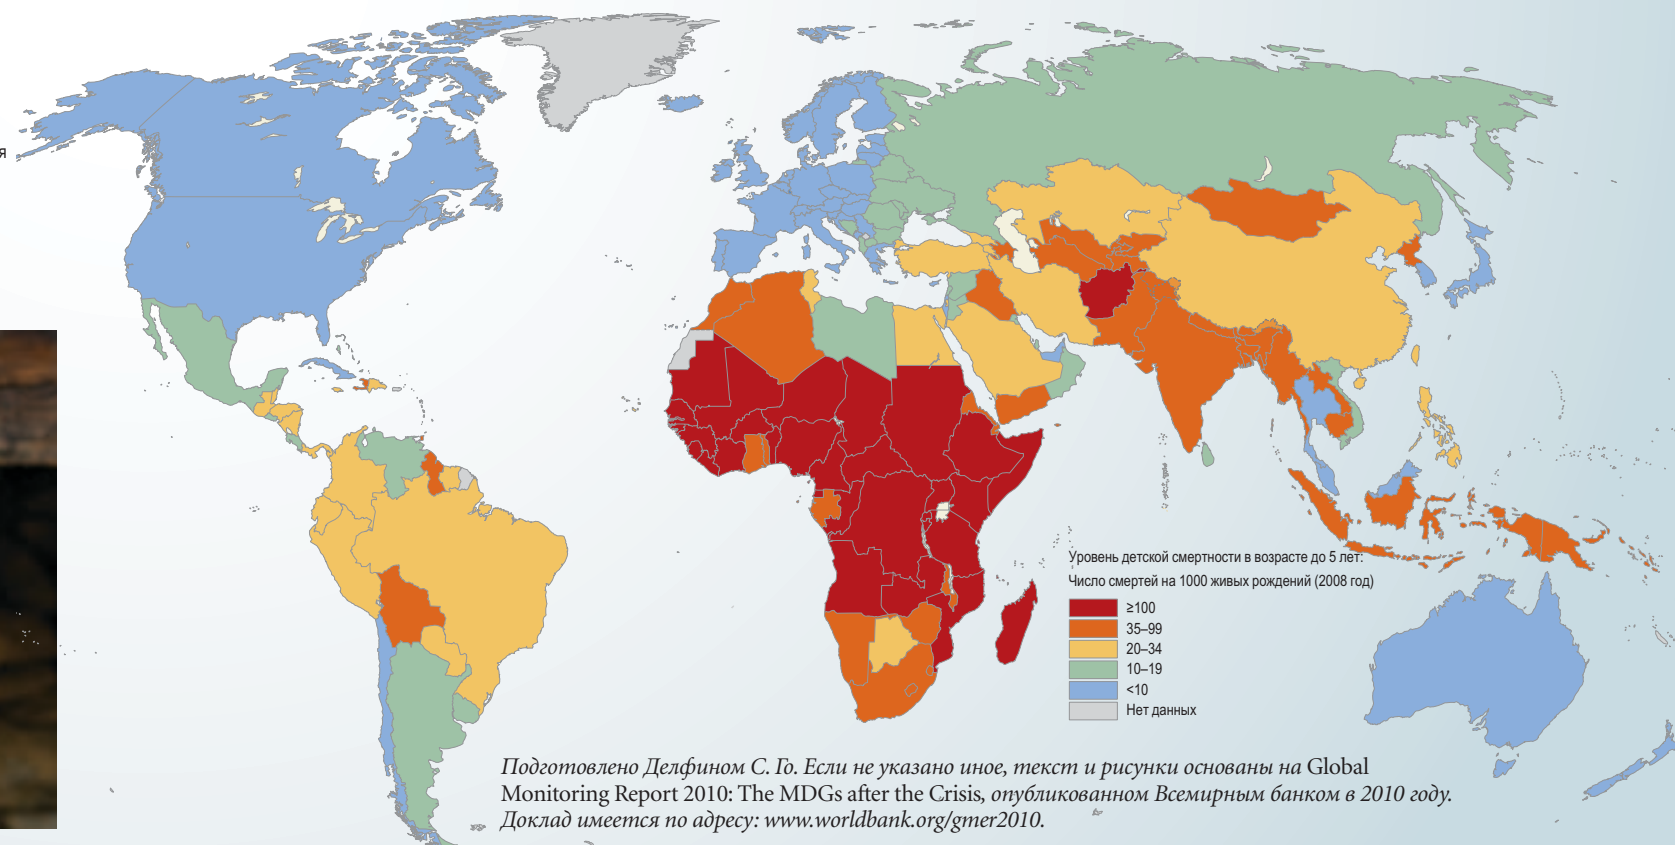 я
Уровень детской смертности в возрасте до 5 лет:
Число смертей на 1000 живых рождений (2008 год)
≥100
35–99
20–34
10–19
<10
Нет данных
Подготовлено Делфином С. Го. Если не указано иное, текст и рисунки основаны на Global
Monitoring Report 2010: The MDGs after the Crisis, опубликованном Всемирным банком в 2010 году.
Доклад имеется по адресу: www.worldbank.org/gmer2010.